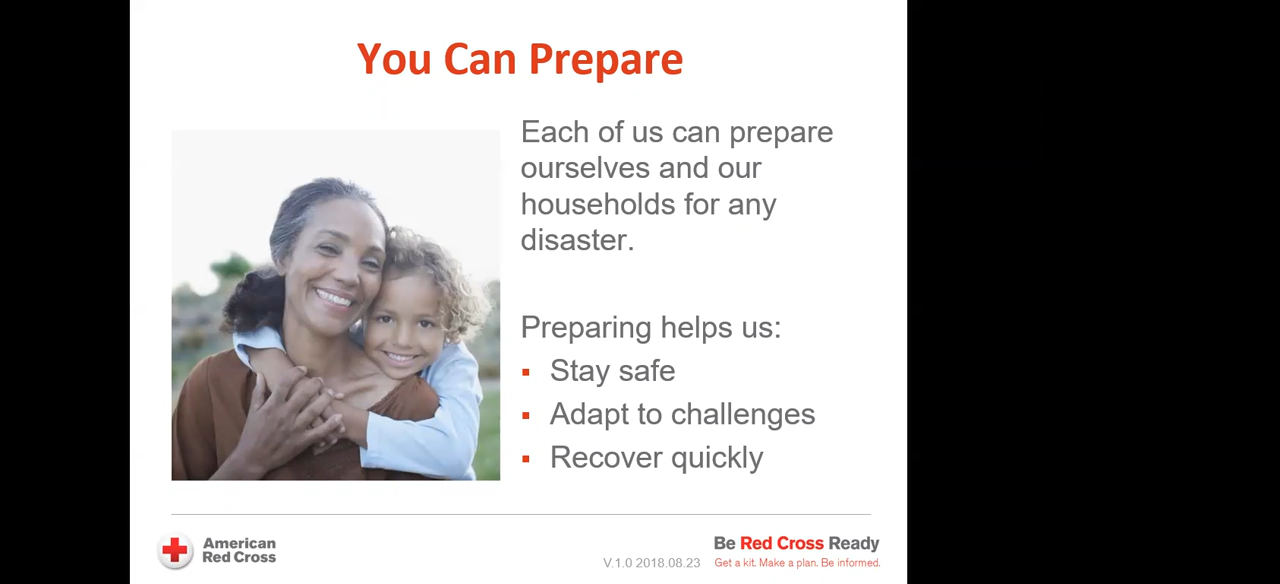 You Can Prepare
Each of us can prepare
ourselves and our
households for any
disaster.
Preparing helps us:
▪ Stay safe
▪ Adapt to challenges
▪ Recover quickly
American
Red Cross
V.1.0 2018.08.23
Be Red Cross Ready
Get a kit. Make a plan. Be informed.